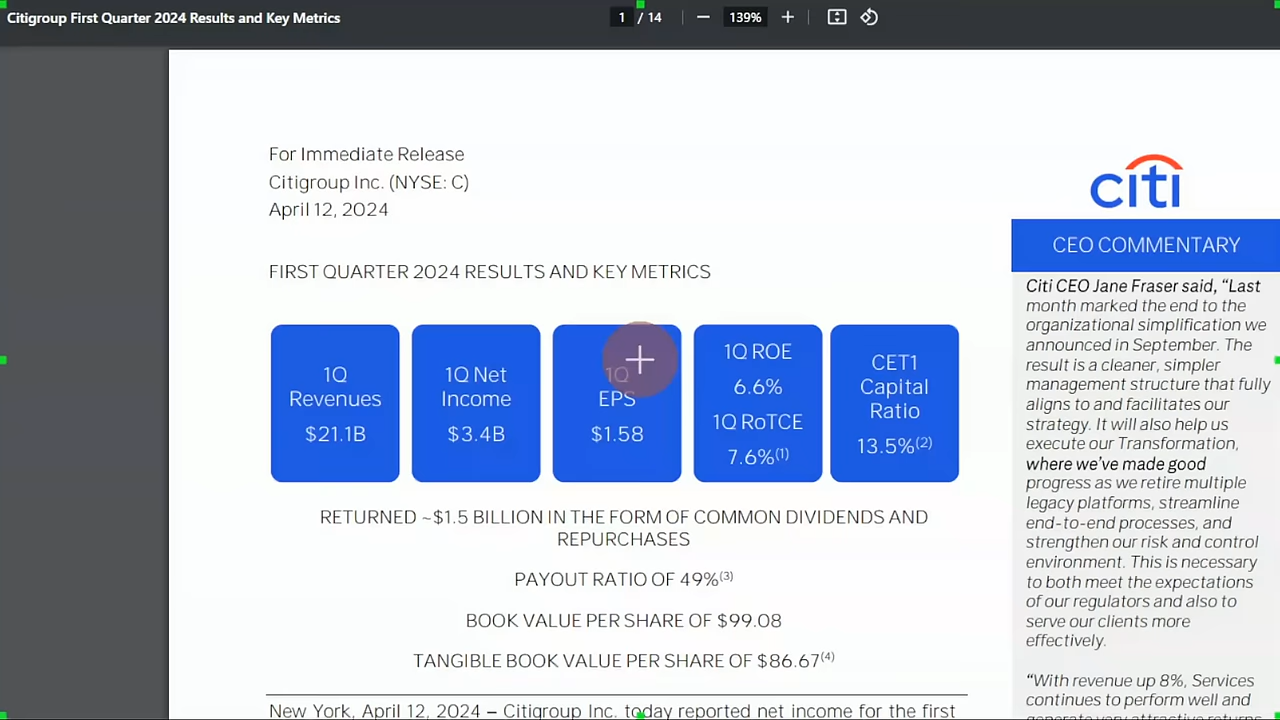 Citigroup First Quarter 2024 Results and Key Metrics
1 / 14
139%
For Immediate Release
Citigroup Inc. (NYSE: C)
April 12, 2024
FIRST QUARTER 2024 RESULTS AND KEY METRICS
1Q
Revenues
$21.1B
1Q Net
Income
$3.4B
1Q
EPS
$1.58
1Q ROE
6.6%
1Q RoTCE
7.6%(1)
CET1
Capital
Ratio
13.5%(2)
RETURNED ~$1.5 BILLION IN THE FORM OF COMMON DIVIDENDS AND
REPURCHASES
PAYOUT RATIO OF 49%(3)
BOOK VALUE PER SHARE OF $99.08
TANGIBLE BOOK VALUE PER SHARE OF $86.67(4)
New York, April 12, 2024 – Citigroup Inc. today reported net income for the first
citi
CEO COMMENTARY
Citi CEO Jane Fraser said, “Last
month marked the end to the
organizational simplification we
announced in September. The
result is a cleaner, simpler
management structure that fully
aligns to and facilitates our
strategy. It will also help us
execute our Transformation,
where we’ve made good
progress as we retire multiple
legacy platforms, streamline
end-to-end processes, and
strengthen our risk and control
environment. This is necessary
to both meet the expectations
of our regulators and also to
serve our clients more
effectively.
“With revenue up 8%, Services
continues to perform well and
generate very attractive returns